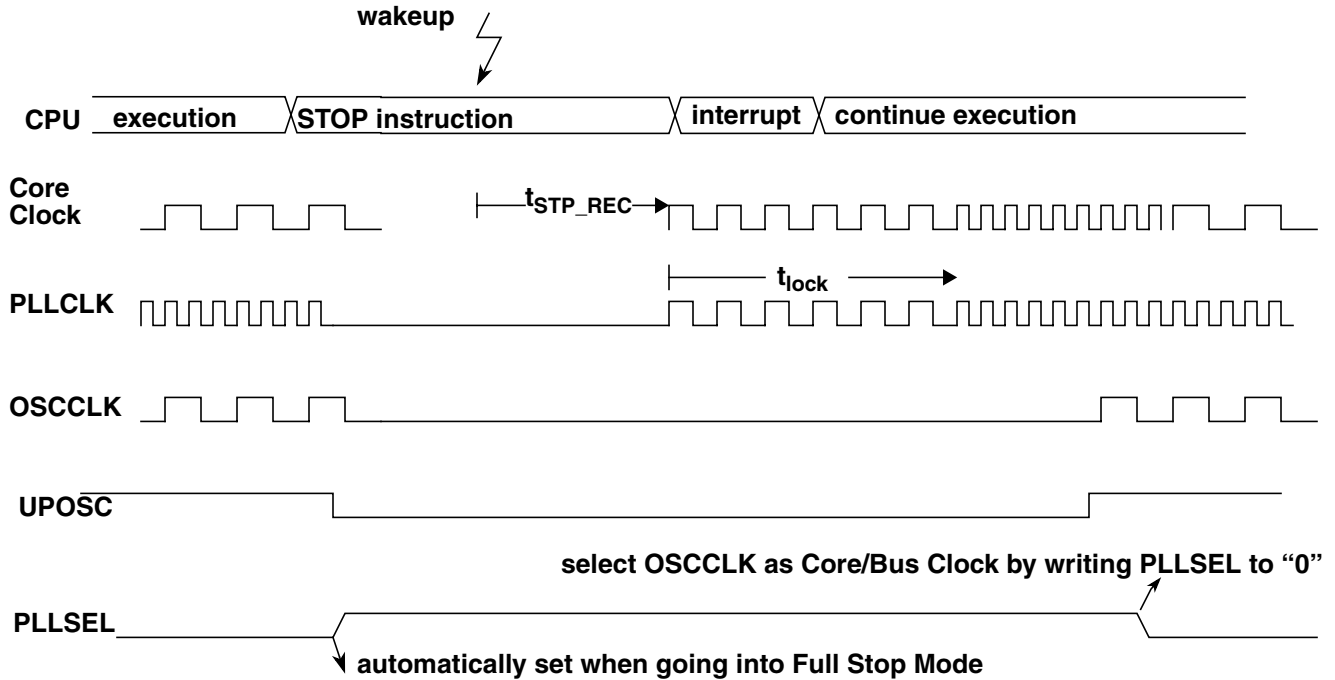 wakeup
CPU execution STOP instruction interrupt continue execution
Core
Clock
tSTP_REC
tlock
PLLCLK
OSCCLK
UPOSC
select OSCCLK as Core/Bus Clock by writing PLLSEL to “0”
PLLSEL
automatically set when going into Full Stop Mode